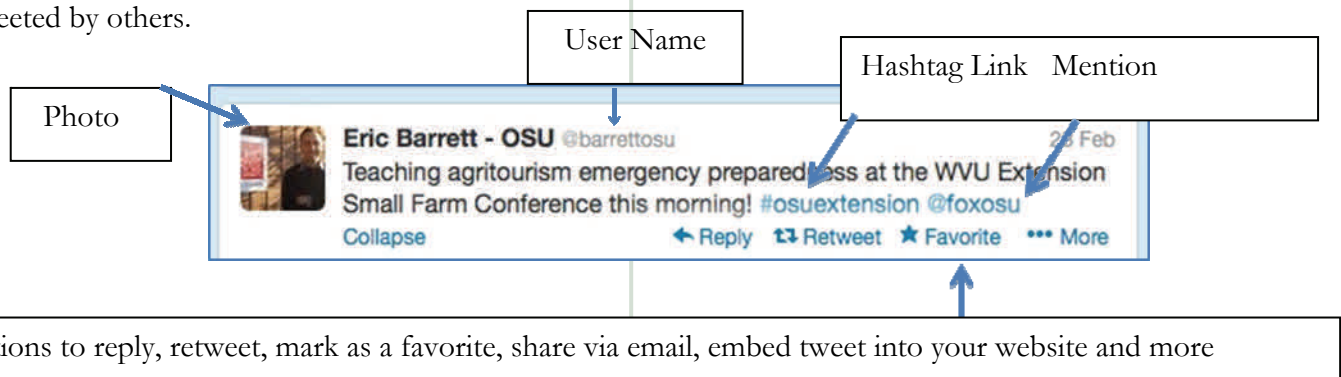 eeted by others.
User Name
Hashtag Link Mention
Photo
Eric Barrett - OSU @barrettosu Feb
Teaching agritourism emergency preparedness at the WVU Extension
Small Farm Conference this morning! #osuextension @foxosu
Collapse Reply Retweet Favorite More
ions to reply, retweet, mark as a favorite, share via email, embed tweet into your website and more